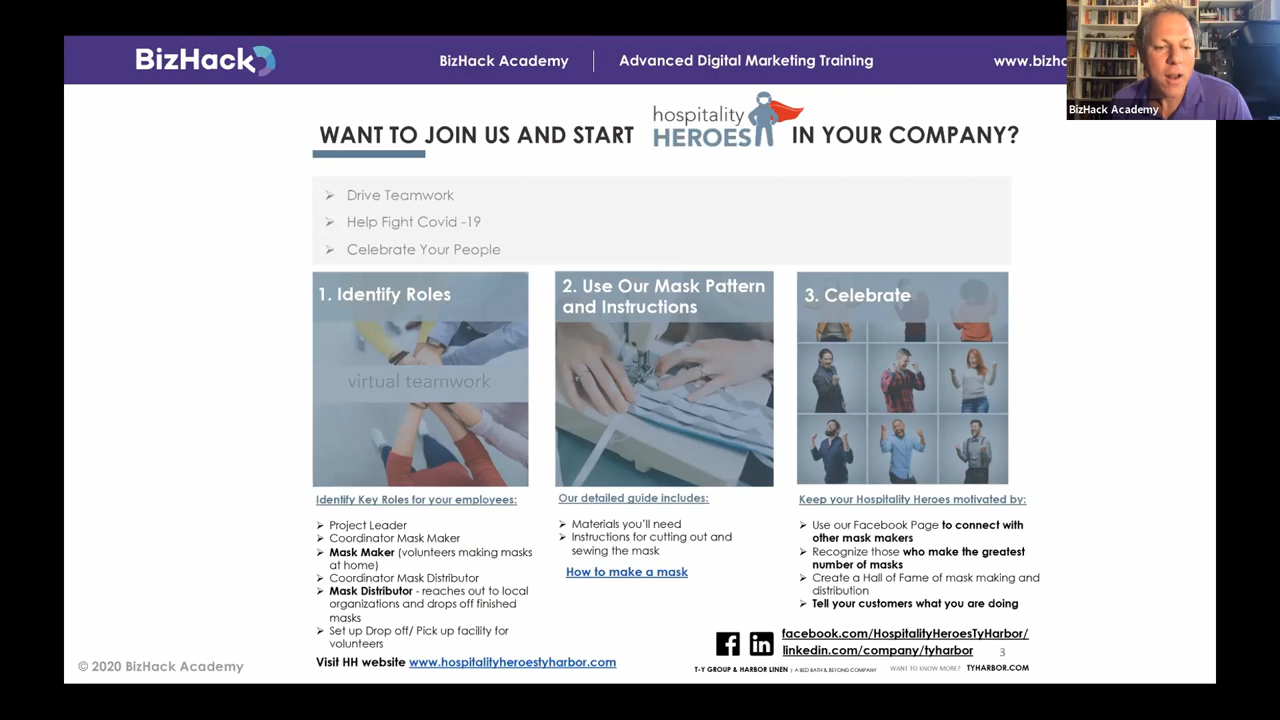 BizHack
BizHack Academy
Advanced Digital Marketing Training
www.bizh
BizHack Academy
WANT TO JOIN US AND START
hospitality
HEROES
IN YOUR COMPANY?
➢ Drive Teamwork
➢ Help Fight Covid -19
➢ Celebrate Your People
1. Identify Roles
virtual teamwork
Identify Key Roles for your employees:
➢ Project Leader
➢ Coordinator Mask Maker
➢ Mask Maker (volunteers making masks
at home)
➢ Coordinator Mask Distributor
➢ Mask Distributor - reaches out to local
organizations and drops off finished
masks
➢ Set up Drop off/ Pick up facility for
volunteers
Visit HH website www.hospitalityheroestyharbor.com
2. Use Our Mask Pattern
and Instructions
Our detailed guide includes:
➢ Materials you'll need
➢ Instructions for cutting out and
sewing the mask
How to make a mask
3. Celebrate
Keep your Hospitality Heroes motivated by:
➢ Use our Facebook Page to connect with
other mask makers
➢ Recognize those who make the greatest
number of masks
➢ Create a Hall of Fame of mask making and
distribution
➢ Tell your customers what you are doing
facebook.com/HospitalityHeroesTyHarbor/
linkedin.com/company/tyharbor
3
T-Y GROUP & HARBOR LINEN | A BED BATH & BEYOND COMPANY
WANT TO KNOW MORE? TYHARBOR.COM
© 2020 BizHack Academy